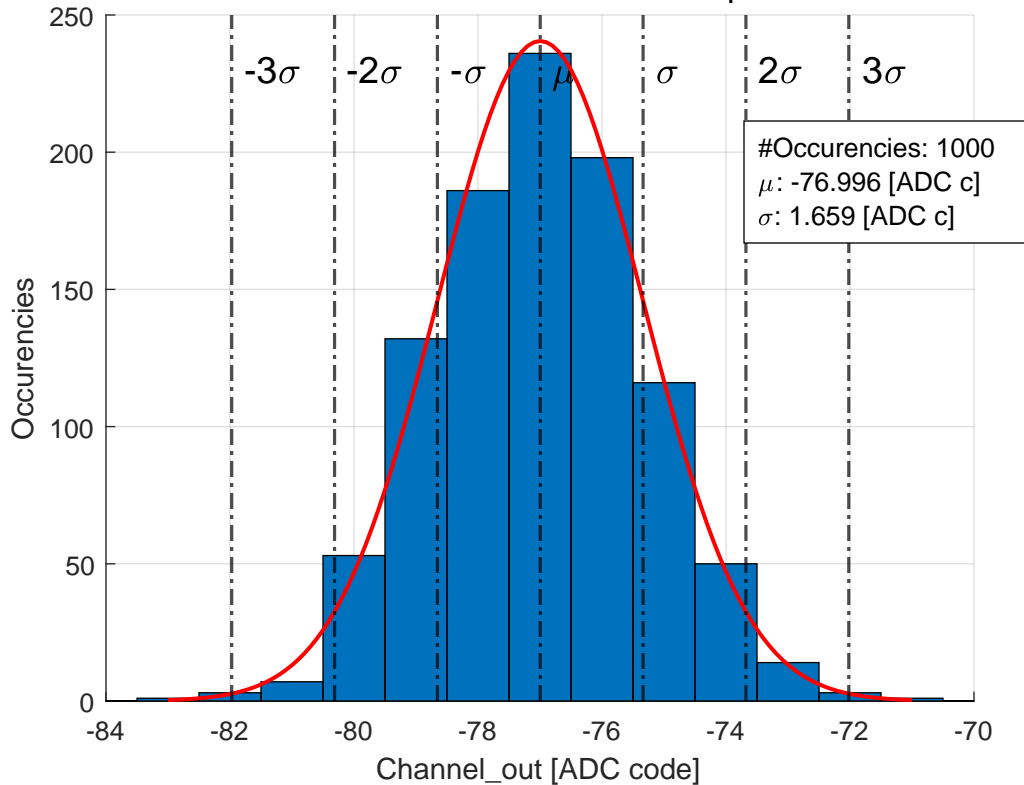 250
200
150
100
50
0
-3σ -2σ -σ μ σ 2σ 3σ
#Occurencies: 1000
μ: -76.996 [ADC c]
σ: 1.659 [ADC c]
Occurencies
-84 -82 -80 -78 -76 -74 -72 -70
Channel_out [ADC code]